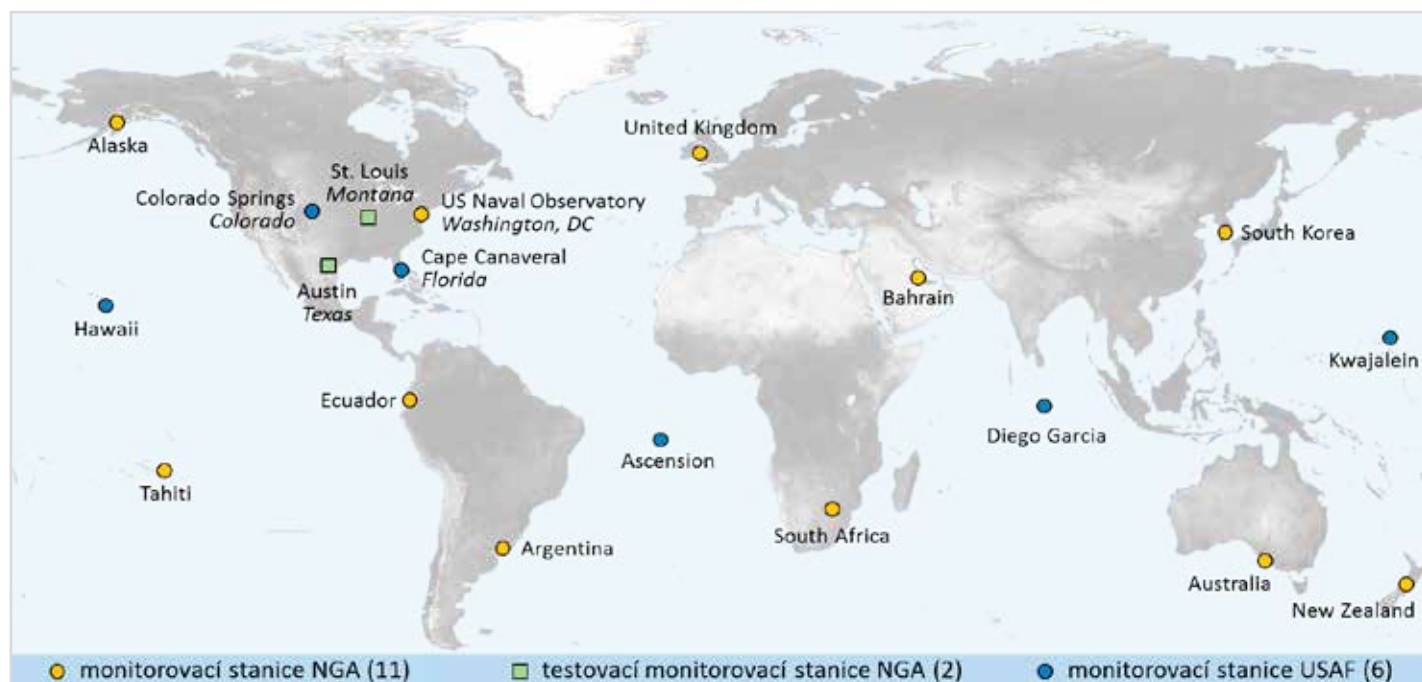 United Kingdom
Alaska
St. Louis
Montana
Colorado Springs
Colorado
US Naval Observatory
Washington, DC
South Korea
Cape Canaveral
Florida
Bahrain
Austin
Texas
Hawaii
Kwajalein
Ecuador
Diego Garcia
Ascension
Tahiti
South Africa
Argentina
Australia
New Zealand
monitorovací stanice NGA (11)
testovací monitorovací stanice NGA (2)
monitorovací stanice USAF (6)